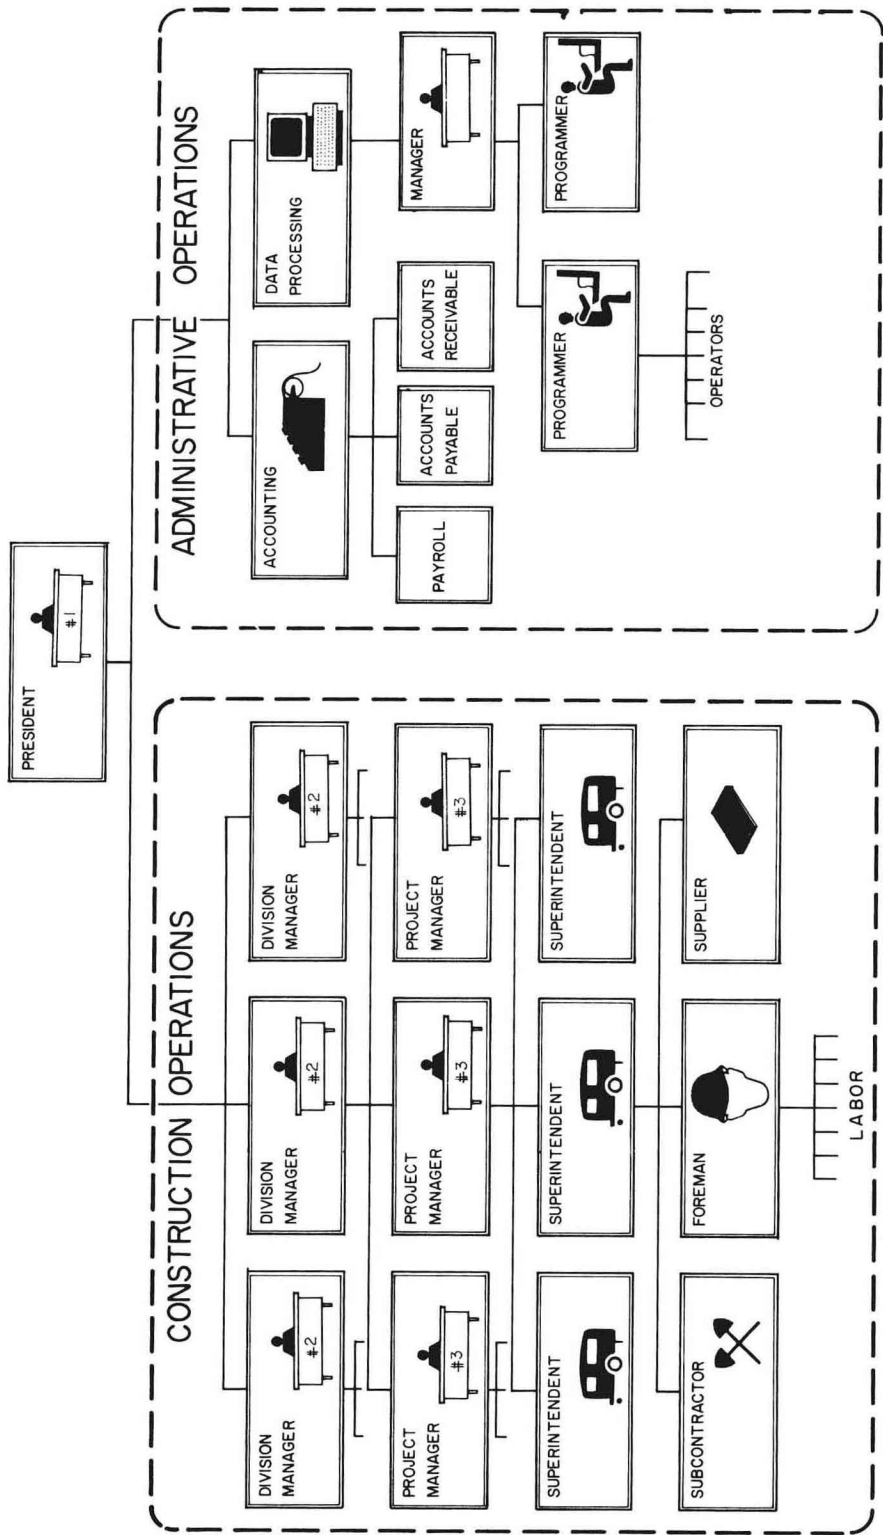 PRESIDENT
#1
CONSTRUCTION OPERATIONS
DIVISION
MANAGER
#2
DIVISION
MANAGER
#2
DIVISION
MANAGER
#2
PROJECT
MANAGER
#3
PROJECT
MANAGER
#3
PROJECT
MANAGER
#3
SUPERINTENDENT
SUPERINTENDENT
SUPERINTENDENT
SUBCONTRACTOR
FOREMAN
SUPPLIER
LABOR
ADMINISTRATIVE OPERATIONS
ACCOUNTING
DATA
PROCESSING
PAYROLL
ACCOUNTS
PAYABLE
ACCOUNTS
RECEIVABLE
MANAGER
PROGRAMMER
PROGRAMMER
OPERATORS